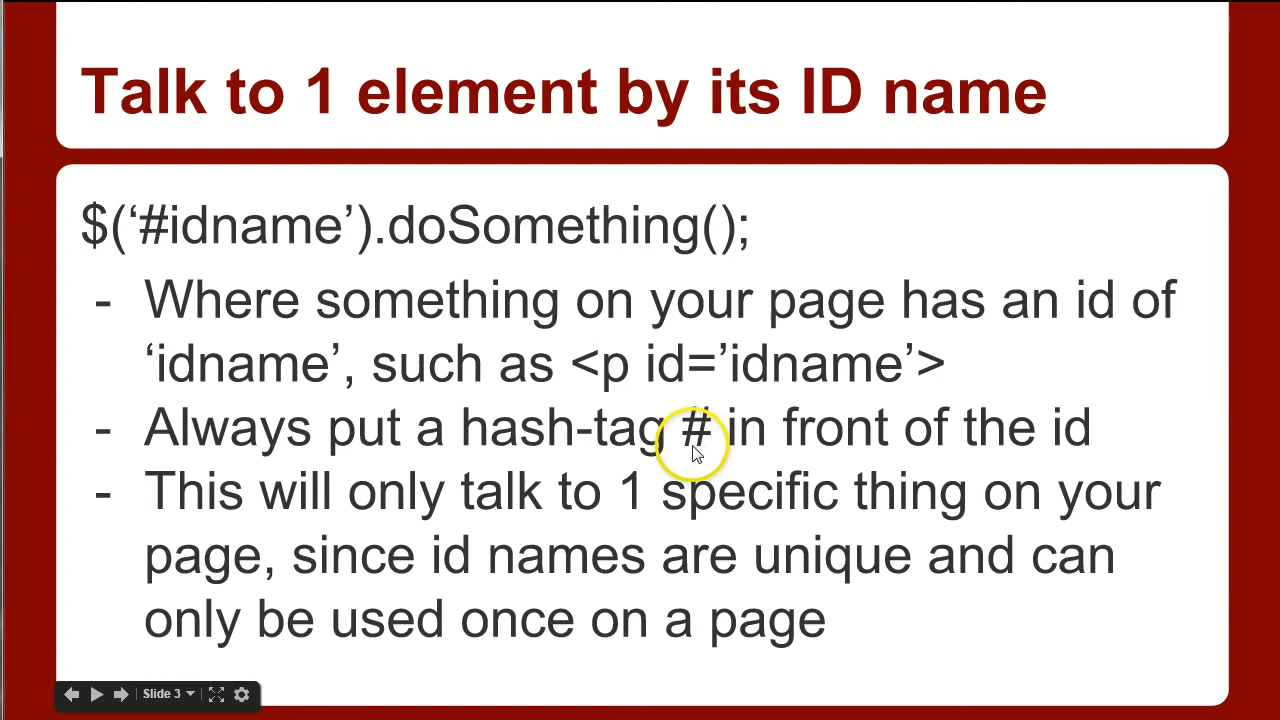 Talk to 1 element by its ID name
$(‘#idname’).doSomething();
- Where something on your page has an id of
‘idname’, such as <p id=’idname’>
- Always put a hash-tag # in front of the id
- This will only talk to 1 specific thing on your
page, since id names are unique and can
only be used once on a page
Slide 3